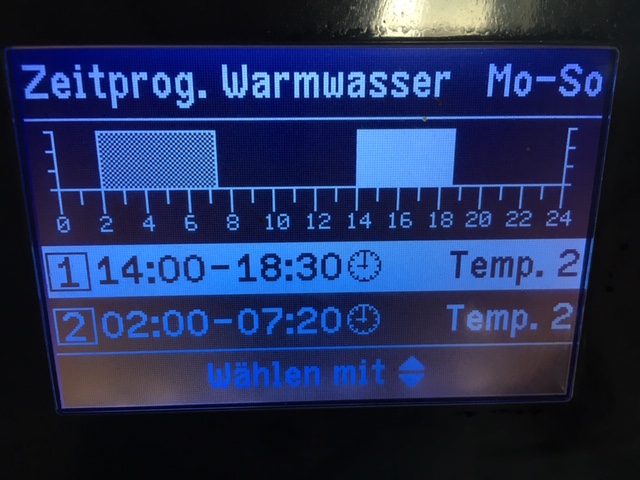 Zeitprog. Warmwasser Mo-So
0 2 4 6 8 10 12 14 16 18 20 22 24
1 14:00-18:30 Temp. 2
2 02:00-07:20 Temp. 2
Wählen mit